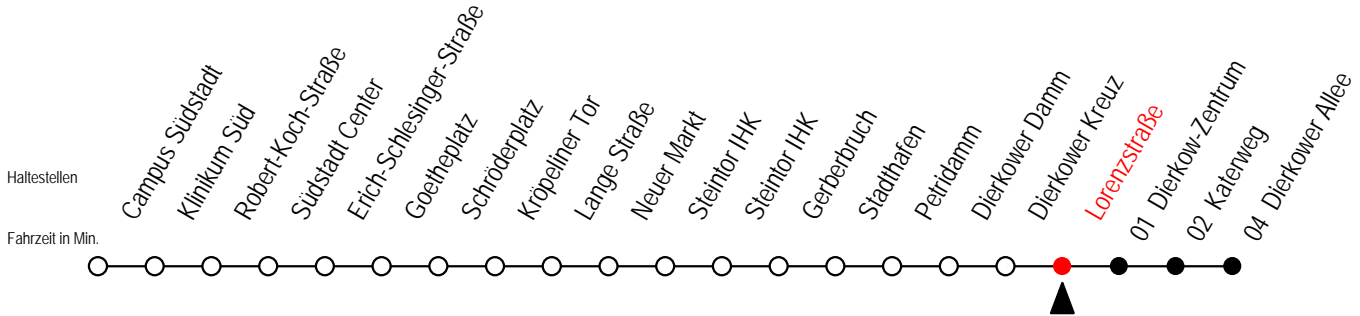 Haltestellen
Fahrzeit in Min.
Campus Südstadt
Klinikum Süd
Robert-Koch-Straße
Südstadt Center
Erich-Schlesinger-Straße
Goetheplatz
Schröderplatz
Kröpeliner Tor
Lange Straße
Neuer Markt
Steintor IHK
Steintor IHK
Gerberbruch
Stadthafen
Petridamm
Dierkower Damm
Dierkower Kreuz
Lorenzstraße
01 Dierkow-Zentrum
02 Katerweg
04 Dierkower Allee